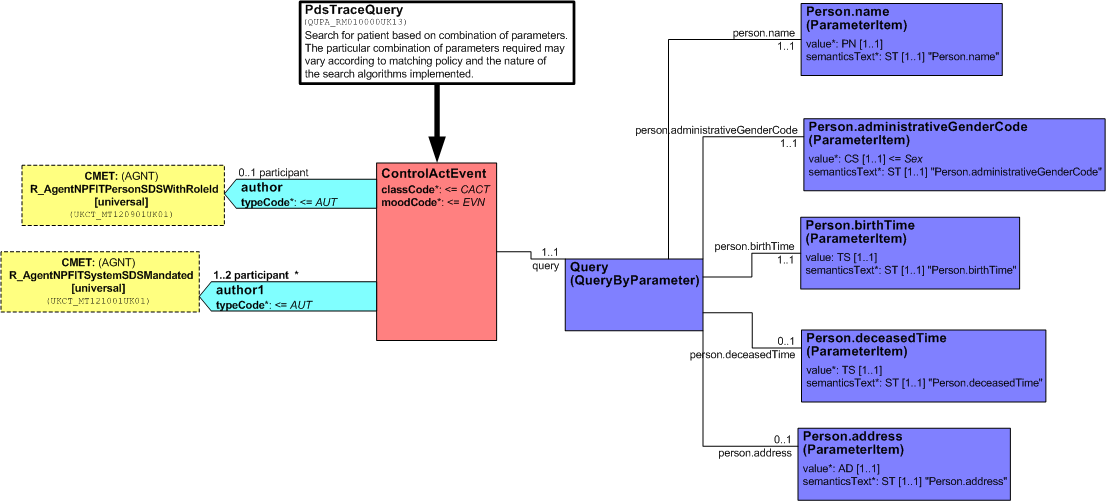 PdsTraceQuery
(QUPA_RM010000UK13)
Search for patient based on combination of parameters.
The particular combination of parameters required may
vary according to matching policy and the nature of
the search algorithms implemented.
Person.name
(ParameterItem)
value*: PN [1..1]
semanticsText*: ST [1..1] "Person.name"
person.name
1..1
Person.administrativeGenderCode
(ParameterItem)
value*: CS [1..1] <= Sex
semanticsText*: ST [1..1] "Person.administrativeGenderCode"
person.administrativeGenderCode
1..1
CMET: (AGNT)
R_AgentNPFITPersonSDSWithRoleId
[universal]
(UKCT_MT120901UK01)
0..1 participant
author
typeCode*: <= AUT
ControlActEvent
classCode*: <= CACT
moodCode*: <= EVN
CMET: (AGNT)
R_AgentNPFITSystemSDSMandated
[universal]
(UKCT_MT121001UK01)
1..2 participant *
author1
typeCode*: <= AUT
1..1
query
Query
(QueryByParameter)
person.birthTime
1..1
Person.birthTime
(ParameterItem)
value: TS [1..1]
semanticsText*: ST [1..1] "Person.birthTime"
0..1
person.deceasedTime
Person.deceasedTime
(ParameterItem)
value*: TS [1..1]
semanticsText*: ST [1..1] "Person.deceasedTime"
0..1
person.address
Person.address
(ParameterItem)
value*: AD [1..1]
semanticsText*: ST [1..1] "Person.address"